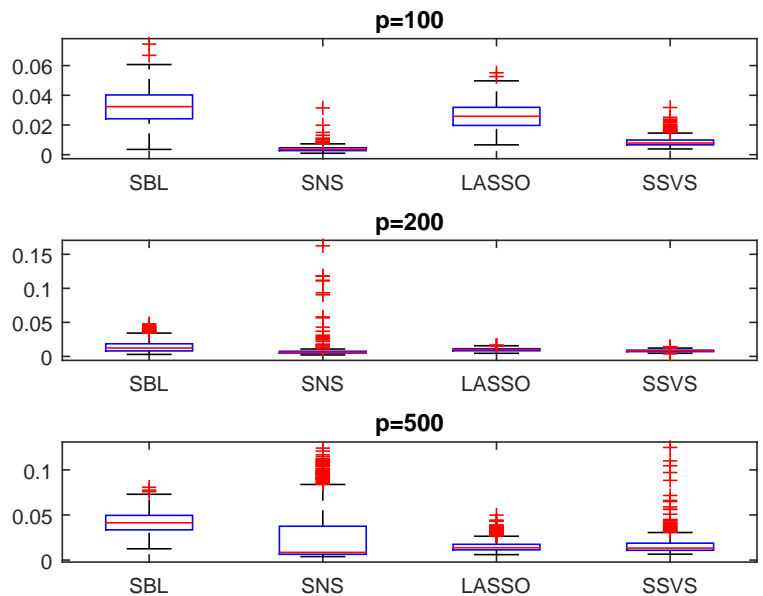 p=100
0.06
0.04
0.02
0
SBL SNS LASSO SSVS
p=200
0.15
0.1
0.05
0
SBL SNS LASSO SSVS
p=500
0.1
0.05
0
SBL SNS LASSO SSVS